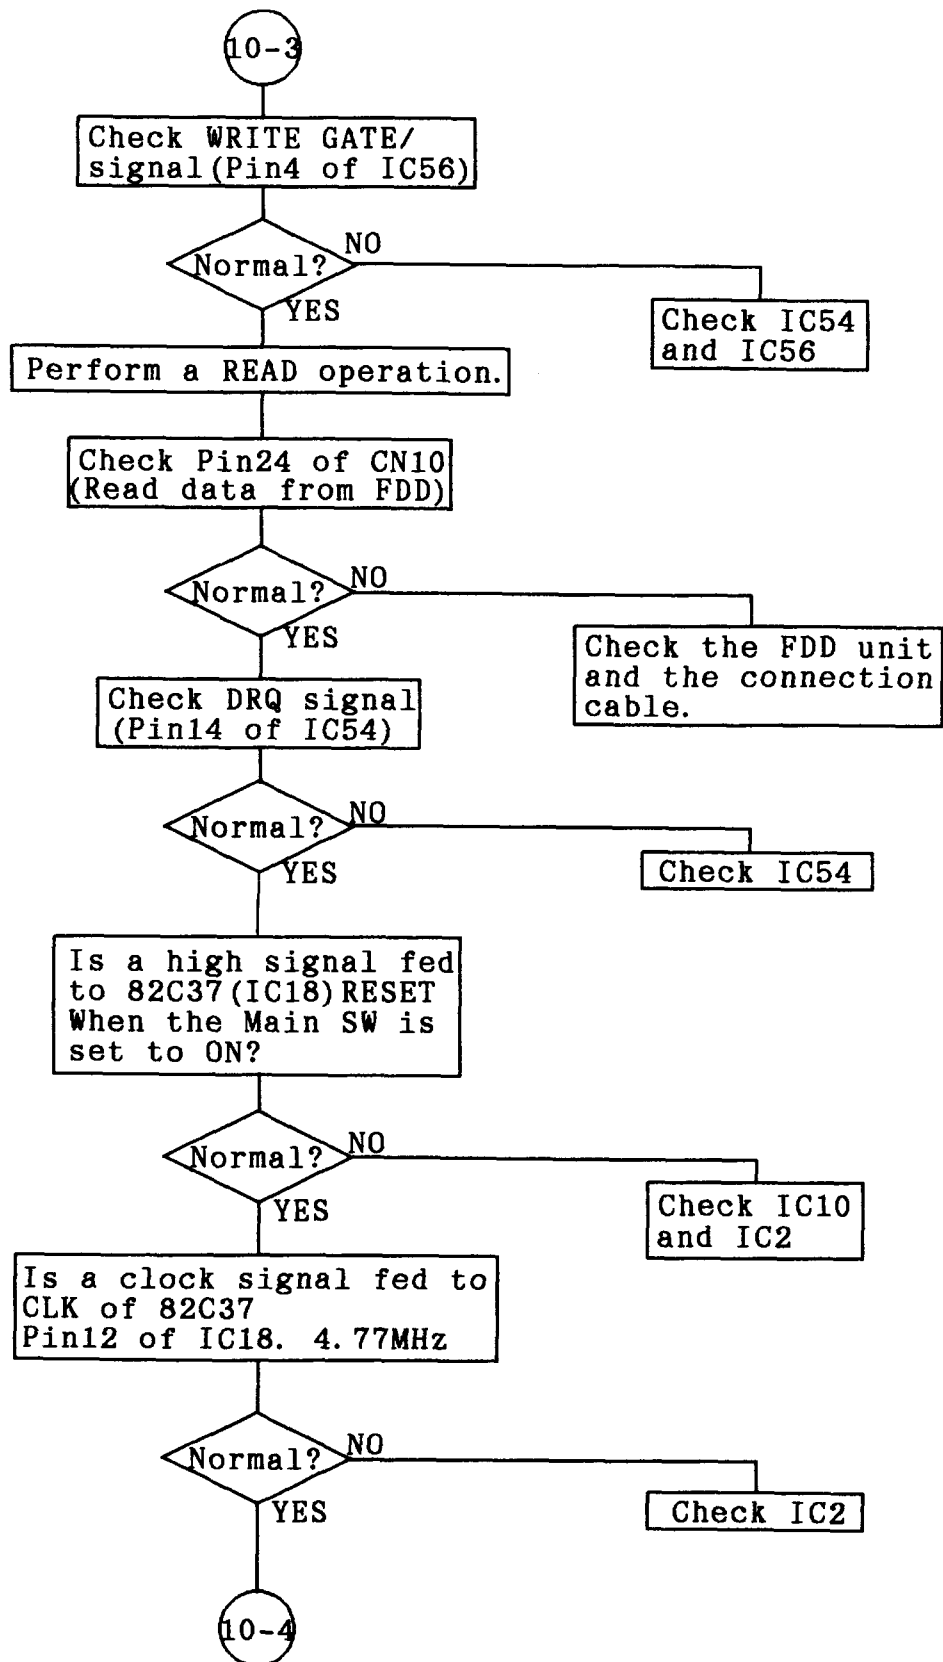 10-3
Check WRITE GATE/
signal(Pin4 of IC56)
Normal?
NO
YES
Check IC54
and IC56
Perform a READ operation.
Check Pin24 of CN10
(Read data from FDD)
Normal?
NO
YES
Check the FDD unit
and the connection
cable.
Check DRQ signal
(Pin14 of IC54)
Normal?
NO
YES
Check IC54
Is a high signal fed
to 82C37(IC18)RESET
When the Main SW is
set to ON?
Normal?
NO
YES
Check IC10
and IC2
Is a clock signal fed to
CLK of 82C37
Pin12 of IC18. 4.77MHz
Normal?
NO
YES
Check IC2
10-4